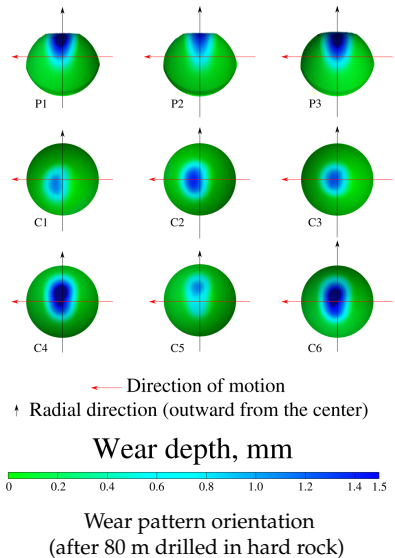 P1 P2 P3
C1 C2 C3
C4 C5 C6
Direction of motion
Radial direction (outward from the center)
Wear depth, mm
0 0.2 0.4 0.6 0.8 1.0 1.2 1.4 1.5
Wear pattern orientation
(after 80 m drilled in hard rock)